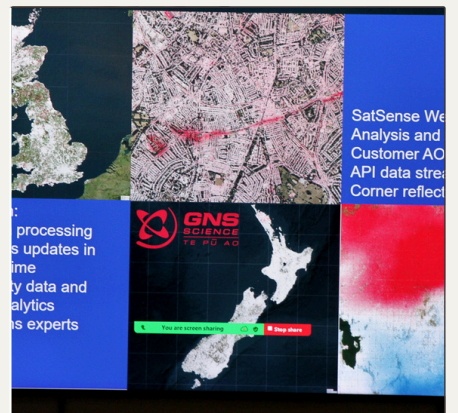 SatSense We
Analysis and
Customer AO
API data strea
Corner reflect
n:
processing
s updates in
ime
ty data and
alytics
ns experts
GNS
SCIENCE
TE PŪ AO
You are screen sharing
Stop share